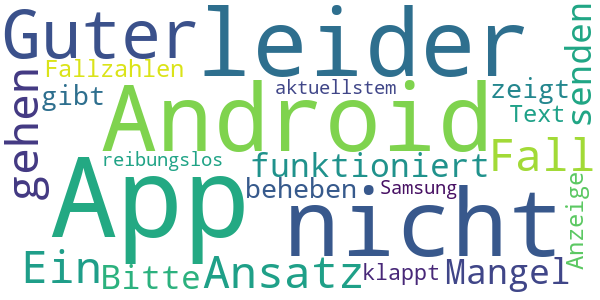 Guter leider senden
Fallzahlen
gehen gibt Android aktuellstem zeigt
Text
reibungslos funktioniert Fall
App nicht beheben Samsung Anzeige
Ein Bitte Ansatz klappt Mangel